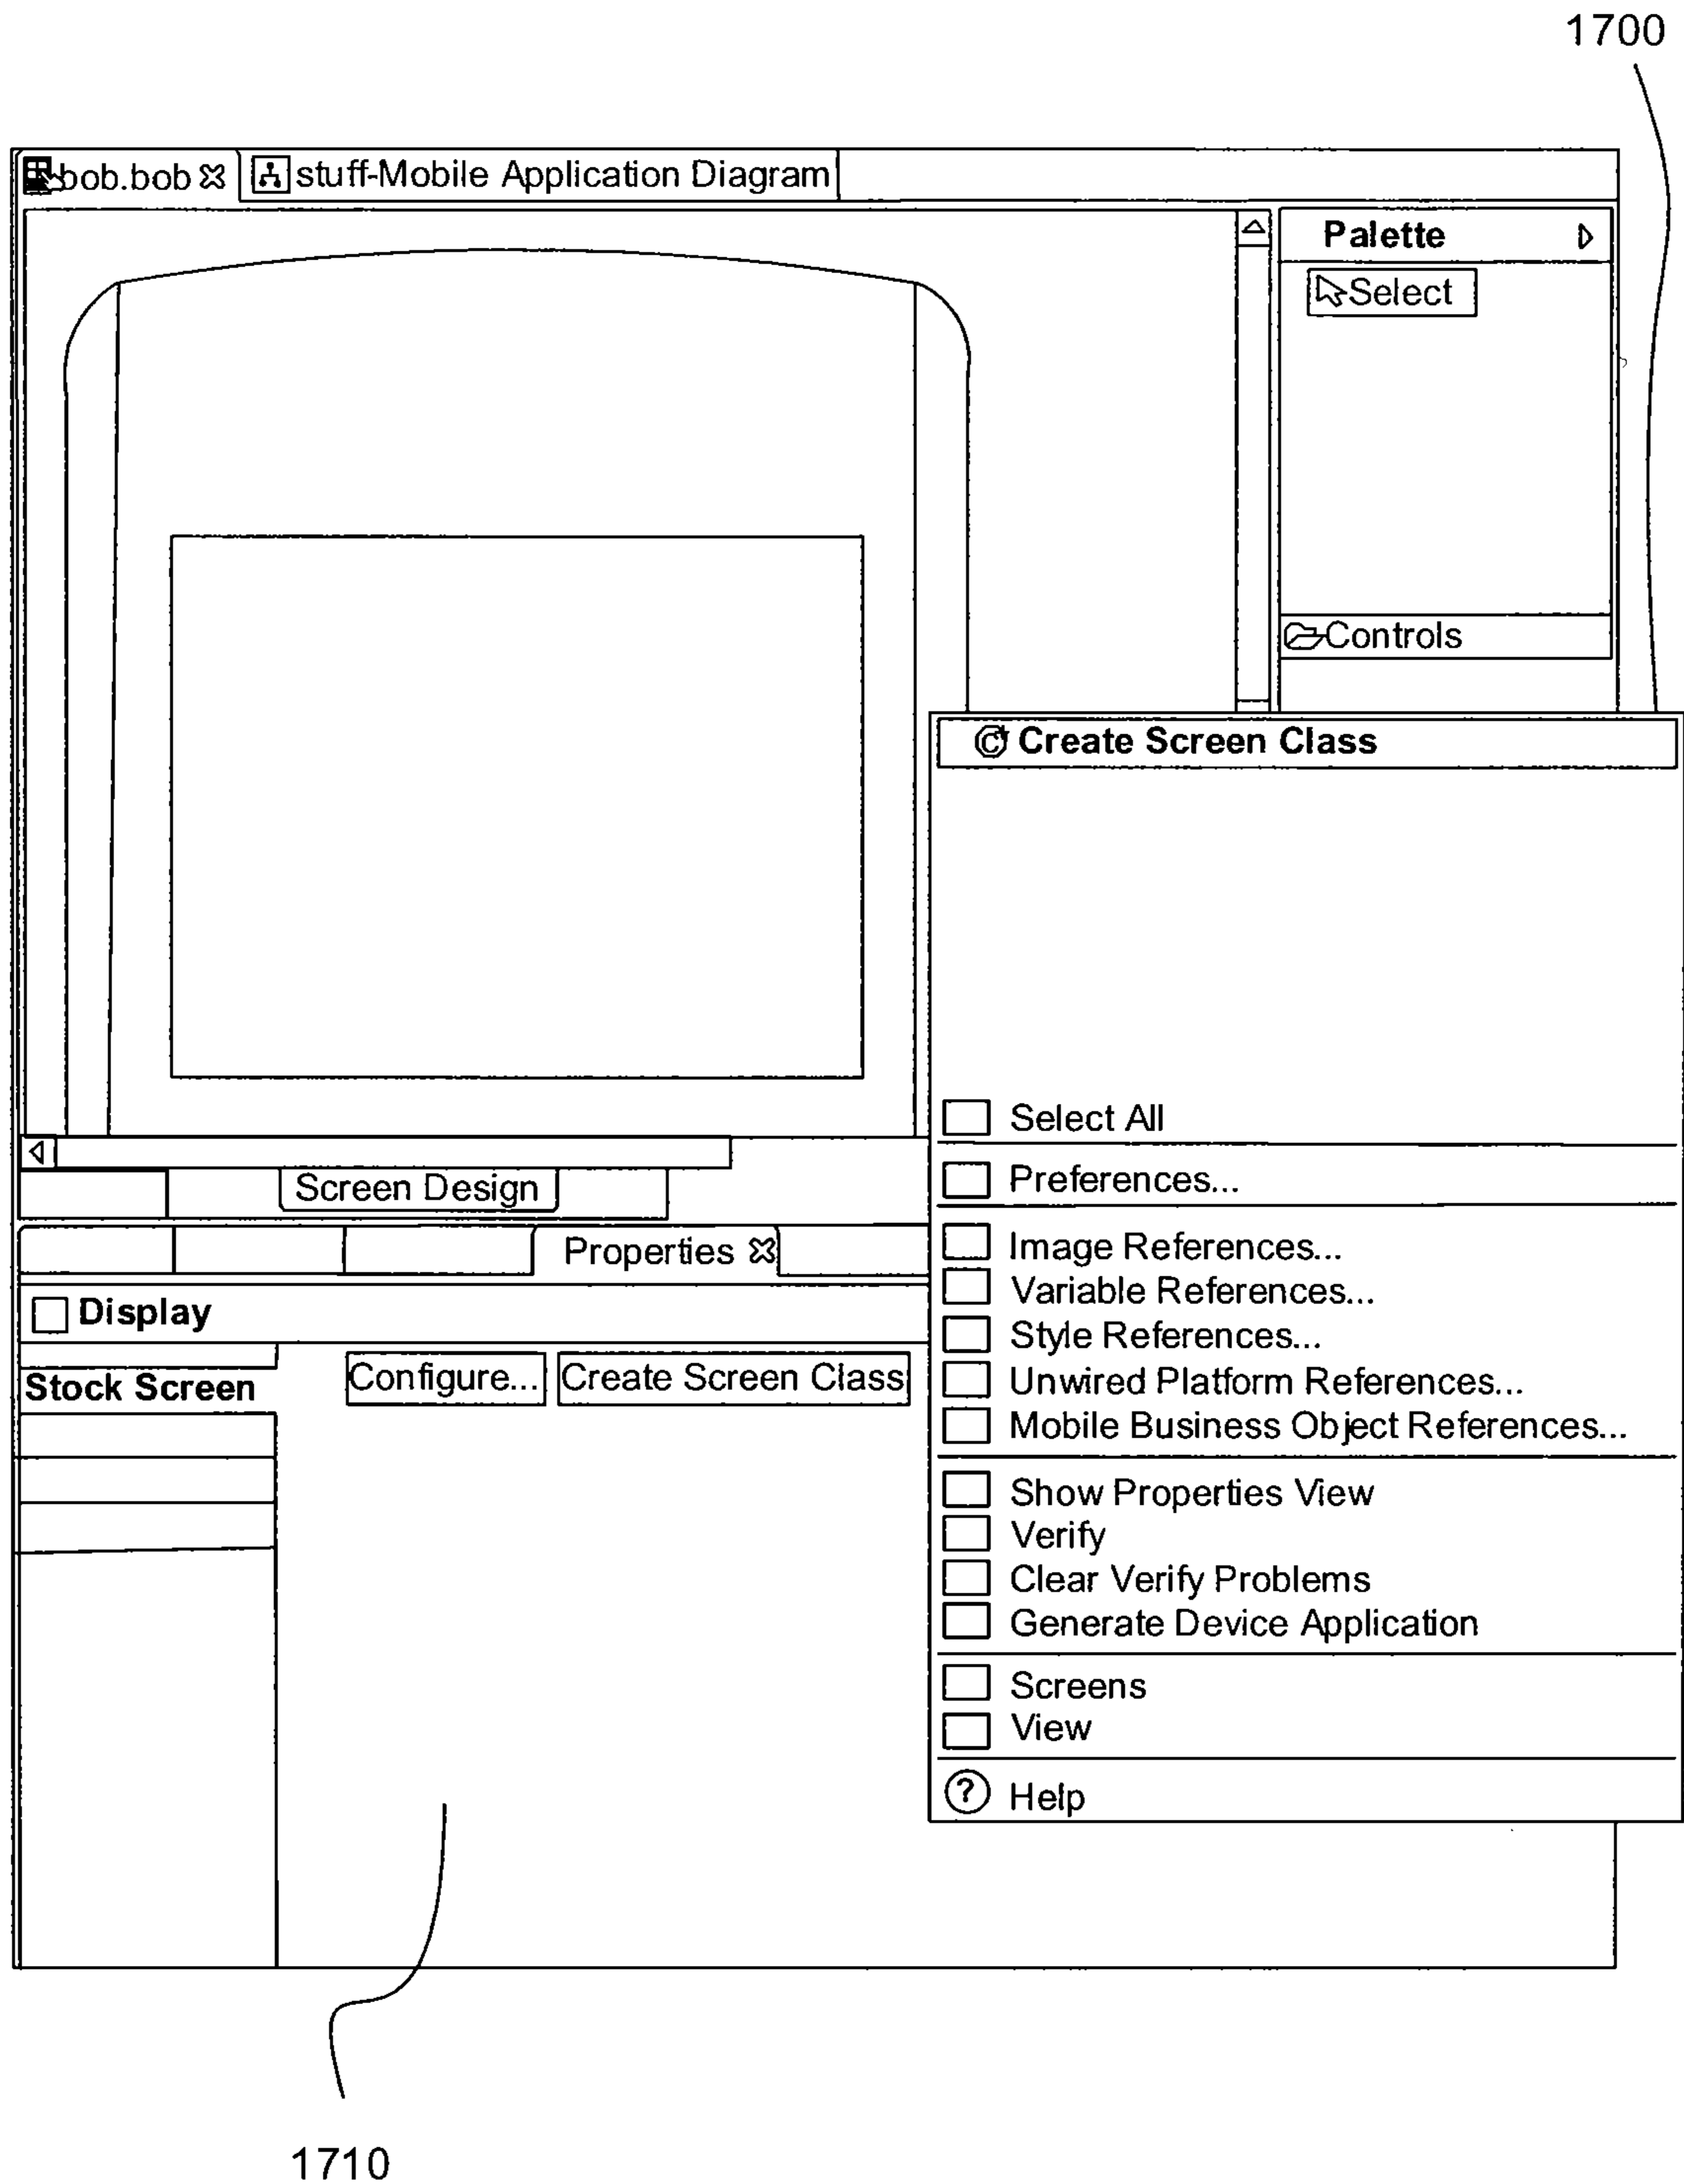 1700
bob.bob stuff-Mobile Application Diagram
Palette
Select
Controls
Create Screen Class
Select All
Preferences...
Image References...
Variable References...
Style References...
Unwired Platform References...
Mobile Business Object References...
Show Properties View
Verify
Clear Verify Problems
Generate Device Application
Screens
View
? Help
Screen Design
Properties
Display
Stock Screen
Configure... Create Screen Class
1710